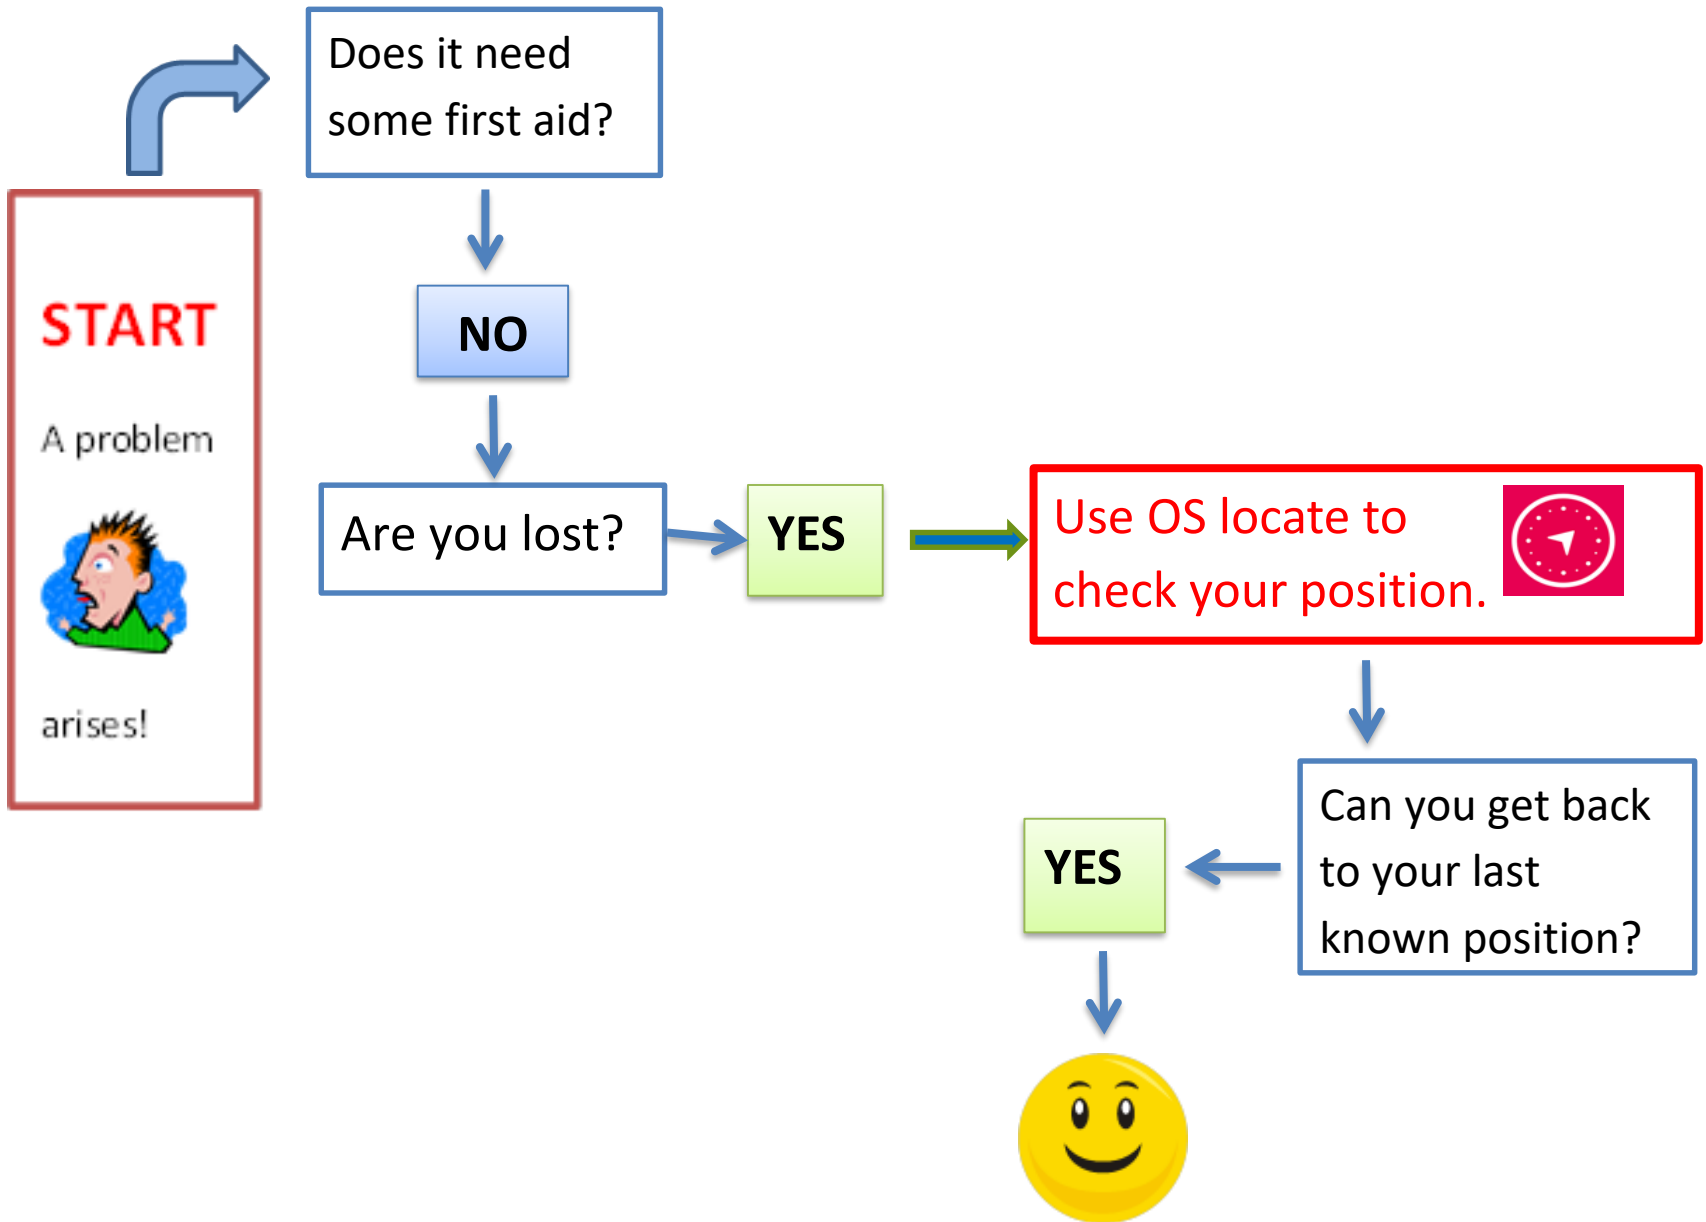 START
A problem
arises!
Does it need
some first aid?
NO
Are you lost?
YES
Use OS locate to
check your position.
Can you get back
to your last
known position?
YES